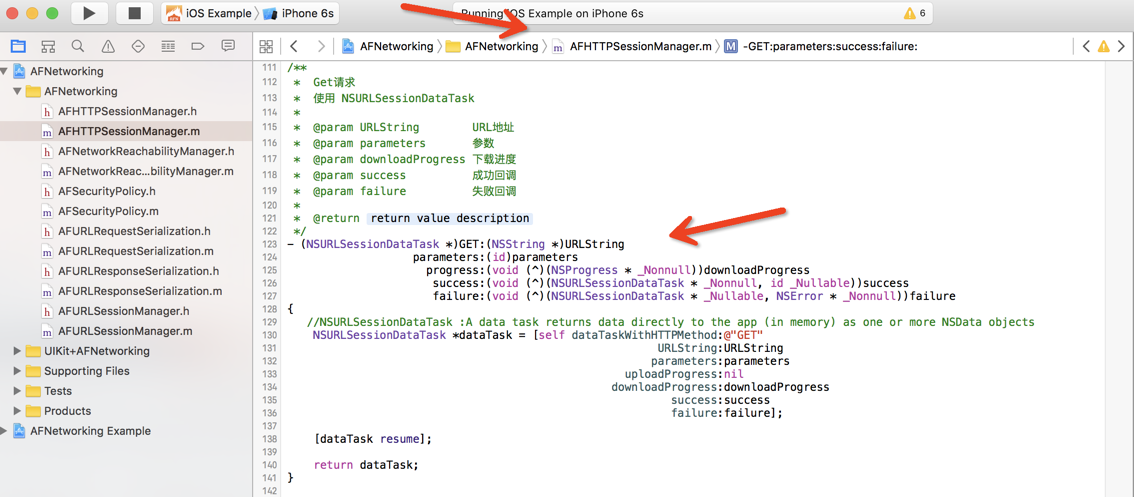 iOS Example 〉 iPhone 6s
Running iOS Example on iPhone 6s
6
AFNetworking 〉 AFNetworking 〉 m AFHTTPSessionManager.m 〉 M -GET:parameters:success:failure:
AFNetworking
AFNetworking
h AFHTTPSessionManager.h
m AFHTTPSessionManager.m
h AFNetworkReachabilityManager.h
m AFNetworkReac...bilityManager.m
h AFSecurityPolicy.h
m AFSecurityPolicy.m
h AFURLRequestSerialization.h
m AFURLRequestSerialization.m
h AFURLResponseSerialization.h
m AFURLResponseSerialization.m
h AFURLSessionManager.h
m AFURLSessionManager.m
UIKit+AFNetworking
Supporting Files
Tests
Products
AFNetworking Example
111 /**
112  *  Get请求
113  *  使用 NSURLSessionDataTask
114  *
115  *  @param URLString        URL地址
116  *  @param parameters       参数
117  *  @param downloadProgress 下载进度
118  *  @param success          成功回调
119  *  @param failure          失败回调
120  *
121  *  @return return value description
122  */
123 - (NSURLSessionDataTask *)GET:(NSString *)URLString
124                    parameters:(id)parameters
125                      progress:(void (^)(NSProgress * _Nonnull))downloadProgress
126                       success:(void (^)(NSURLSessionDataTask * _Nonnull, id _Nullable))success
127                       failure:(void (^)(NSURLSessionDataTask * _Nullable, NSError * _Nonnull))failure
128 {
129    //NSURLSessionDataTask :A data task returns data directly to the app (in memory) as one or more NSData objects
130     NSURLSessionDataTask *dataTask = [self dataTaskWithHTTPMethod:@"GET"
131                                                         URLString:URLString
132                                                        parameters:parameters
133                                                    uploadProgress:nil
134                                                  downloadProgress:downloadProgress
135                                                           success:success
136                                                           failure:failure];
137
138     [dataTask resume];
139
140     return dataTask;
141 }
142